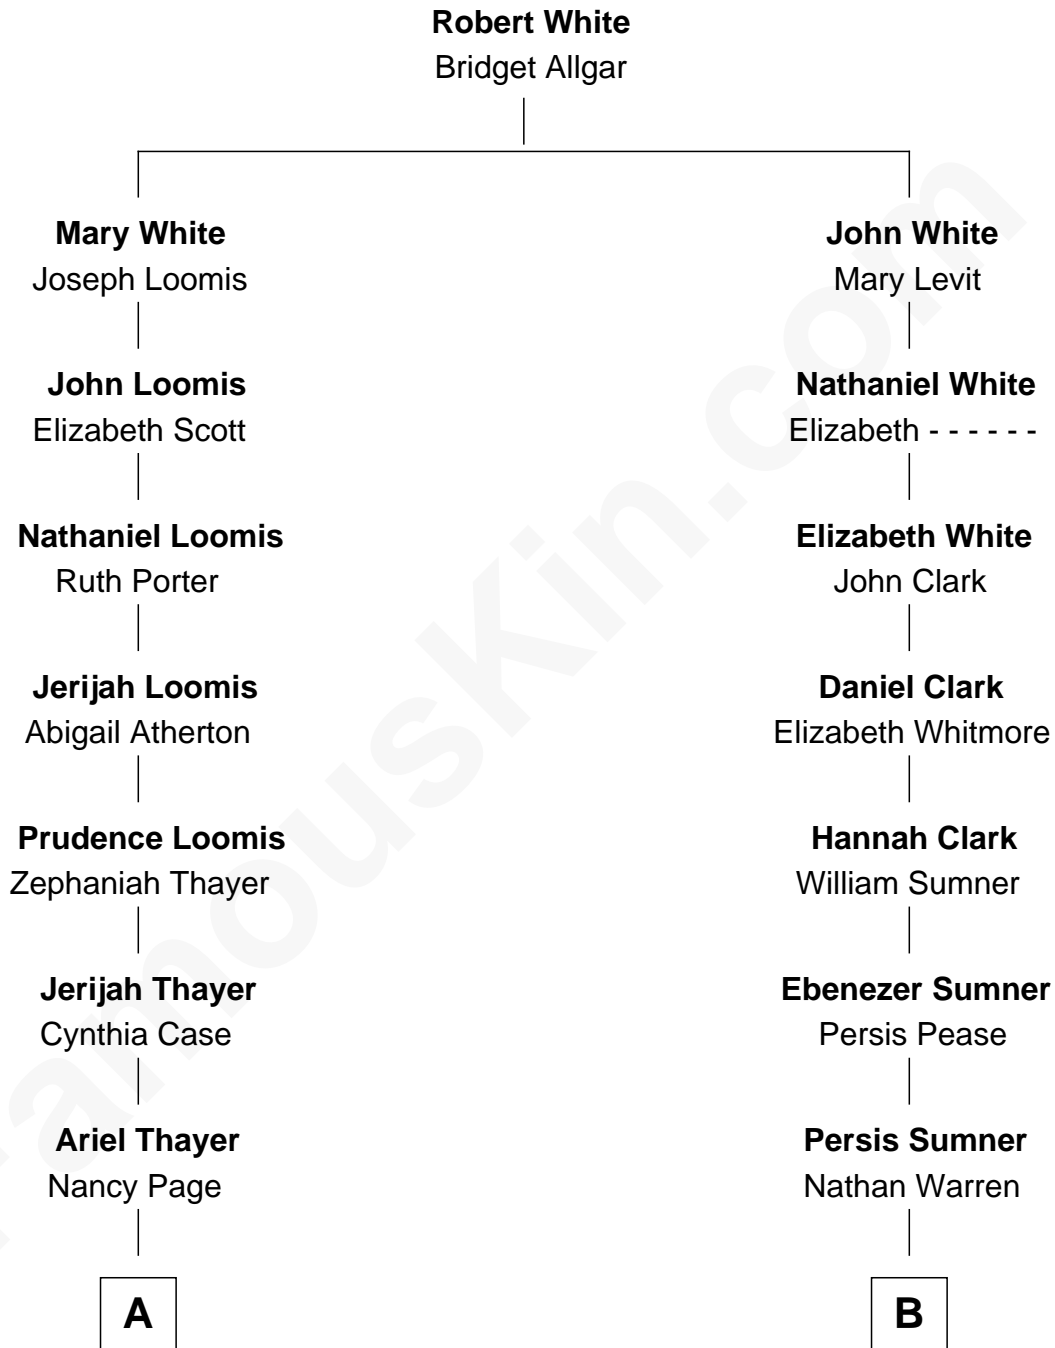 Robert White
Bridget Allgar
Mary White
Joseph Loomis
John White
Mary Levit
John Loomis
Elizabeth Scott
Nathaniel White
Elizabeth - - - - - -
Nathaniel Loomis
Ruth Porter
Elizabeth White
John Clark
Jerijah Loomis
Abigail Atherton
Daniel Clark
Elizabeth Whitmore
Prudence Loomis
Zephaniah Thayer
Hannah Clark
William Sumner
Jerijah Thayer
Cynthia Case
Ebenezer Sumner
Persis Pease
Ariel Thayer
Nancy Page
Persis Sumner
Nathan Warren
A
B
FamousKin.com